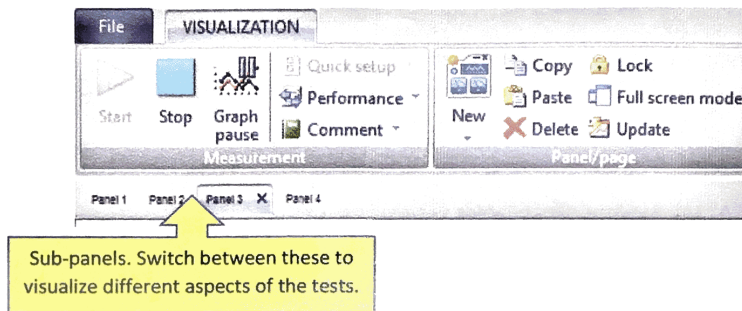 File VISUALIZATION
Start
Stop
Graph
pause
Quick setup
Performance
Comment
Measurement
New
Copy
Paste
Delete
Lock
Full screen mode
Update
Panel/page
Panel 1 Panel 2 Panel 3 X Panel 4
Sub-panels. Switch between these to
visualize different aspects of the tests.